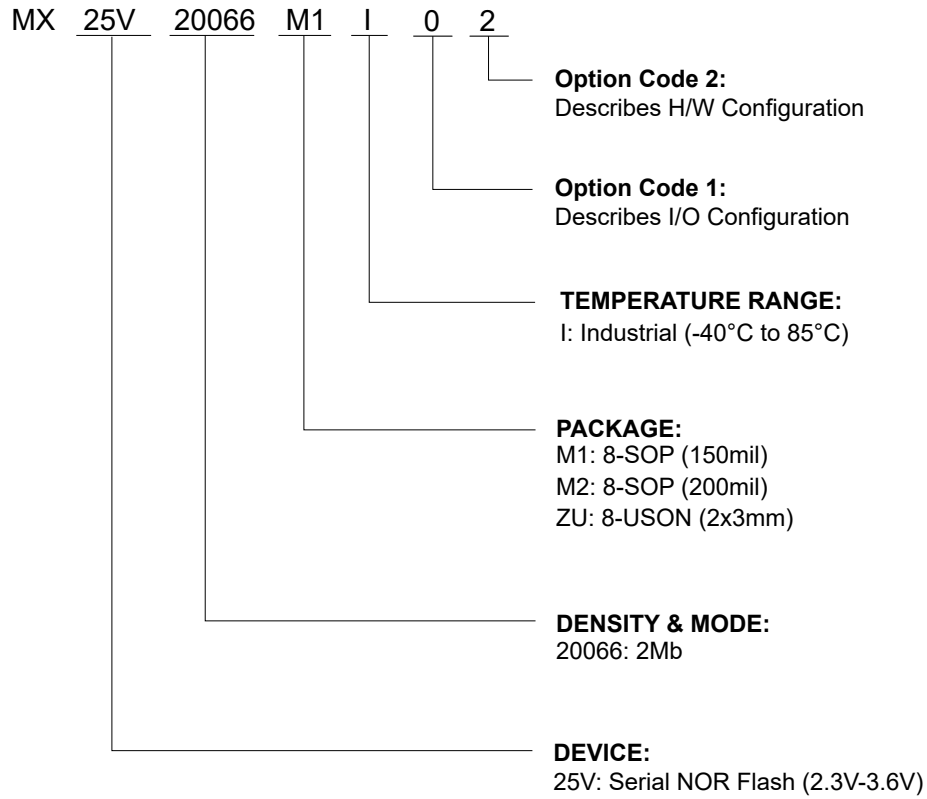 MX 25V 20066 M1 I 0 2
Option Code 2:
Describes H/W Configuration
Option Code 1:
Describes I/O Configuration
TEMPERATURE RANGE:
I: Industrial (-40°C to 85°C)
PACKAGE:
M1: 8-SOP (150mil)
M2: 8-SOP (200mil)
ZU: 8-USON (2x3mm)
DENSITY & MODE:
20066: 2Mb
DEVICE:
25V: Serial NOR Flash (2.3V-3.6V)